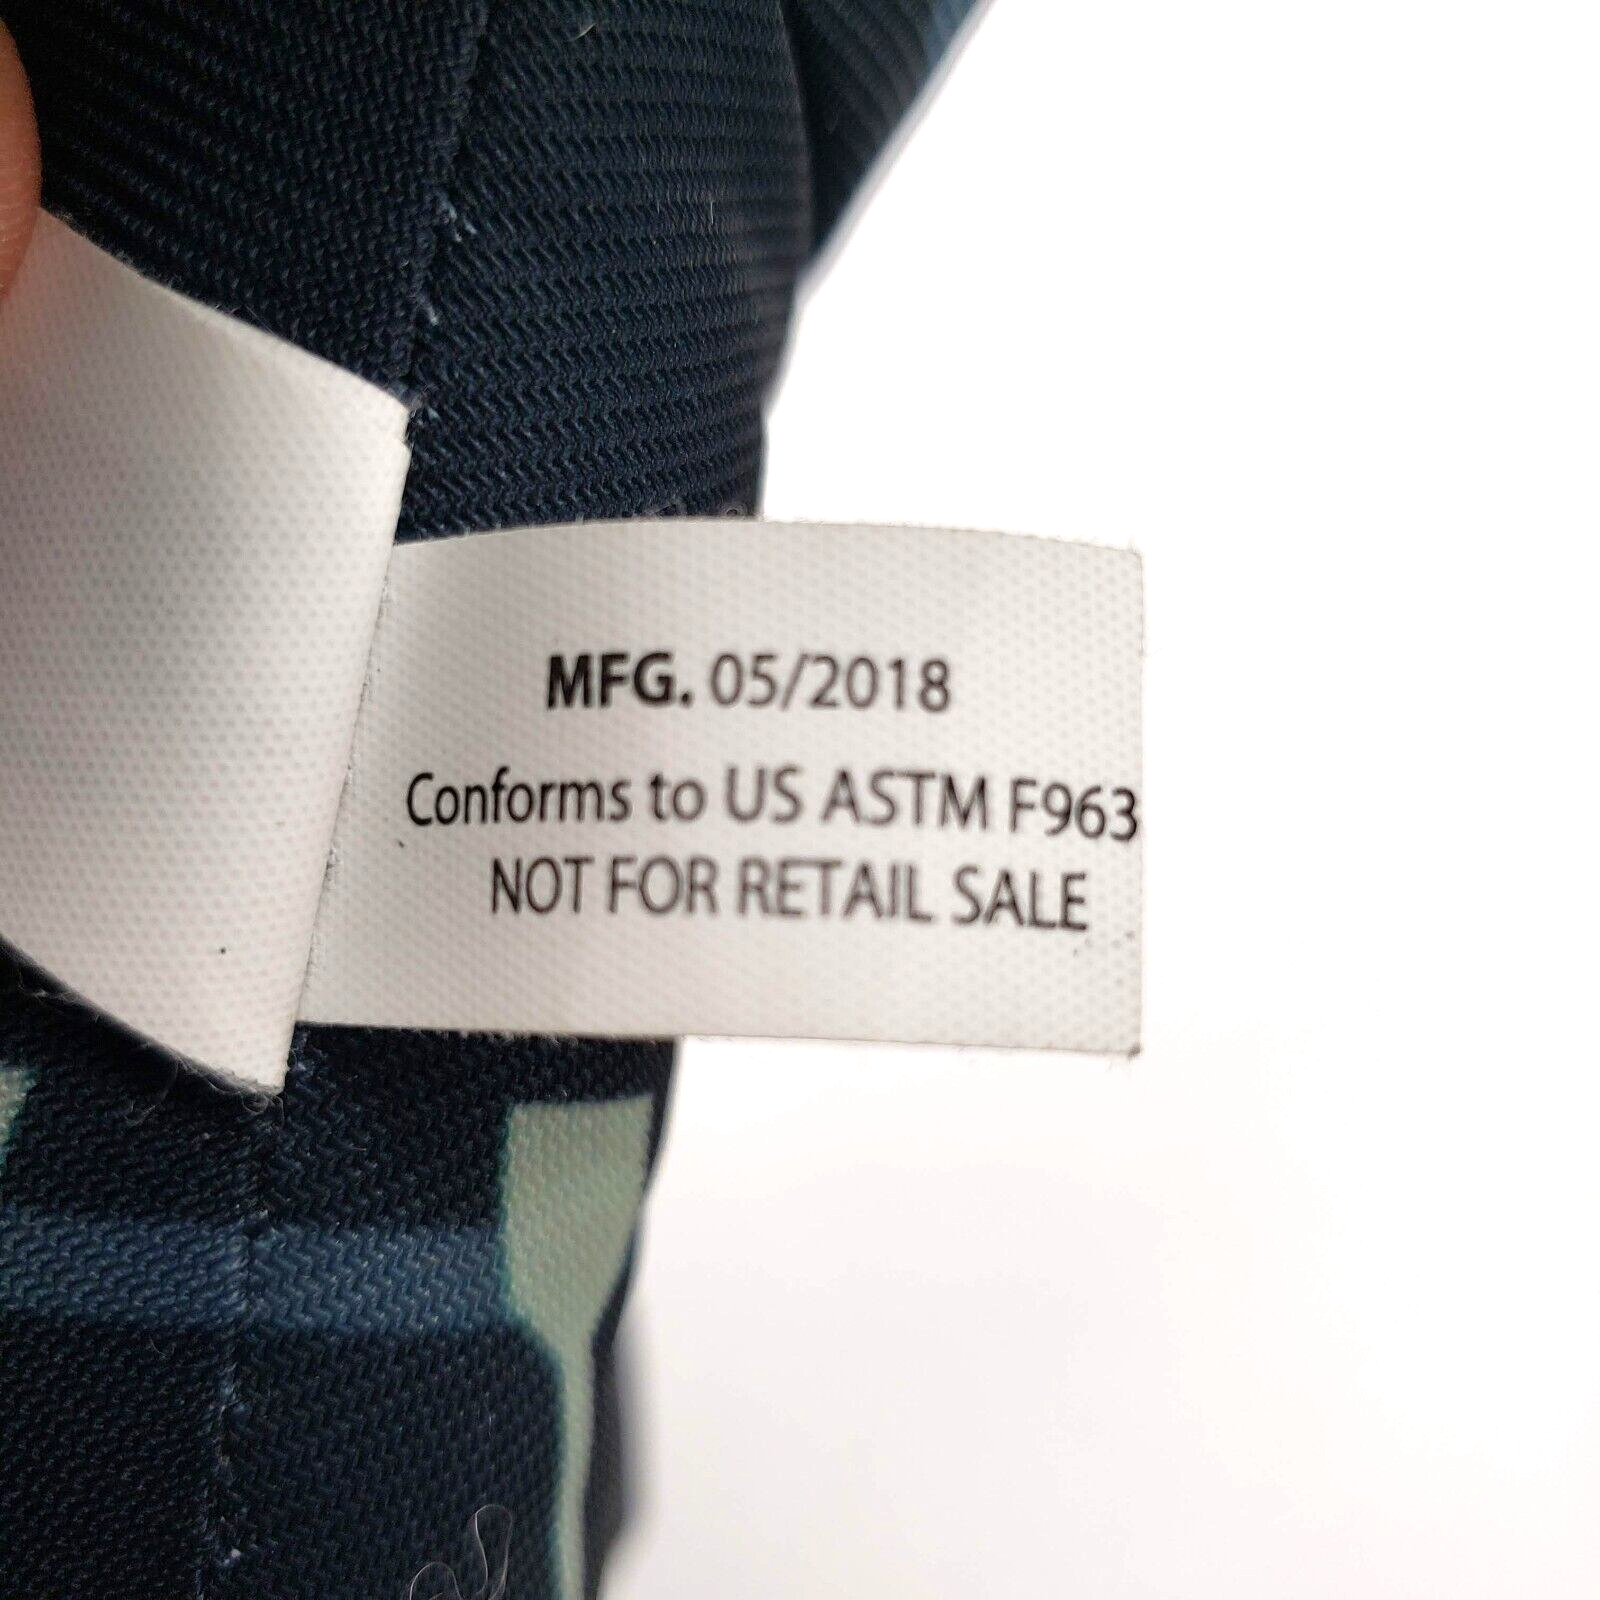 MFG. 05/2018
Conforms to US ASTM F963
NOT FOR RETAIL SALE